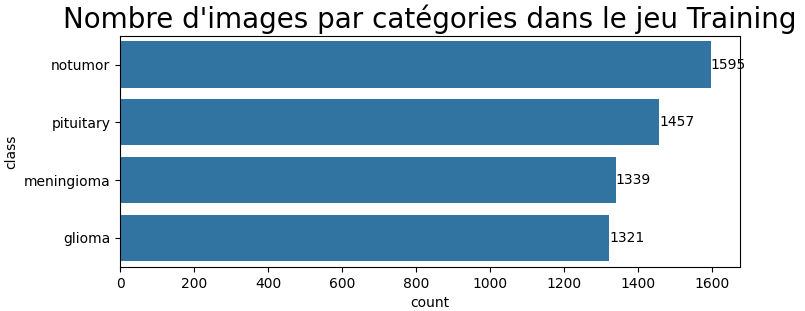 Nombre d'images par catégories dans le jeu Training
class
notumor 1595
pituitary 1457
meningioma 1339
glioma 1321
0 200 400 600 800 1000 1200 1400 1600
count